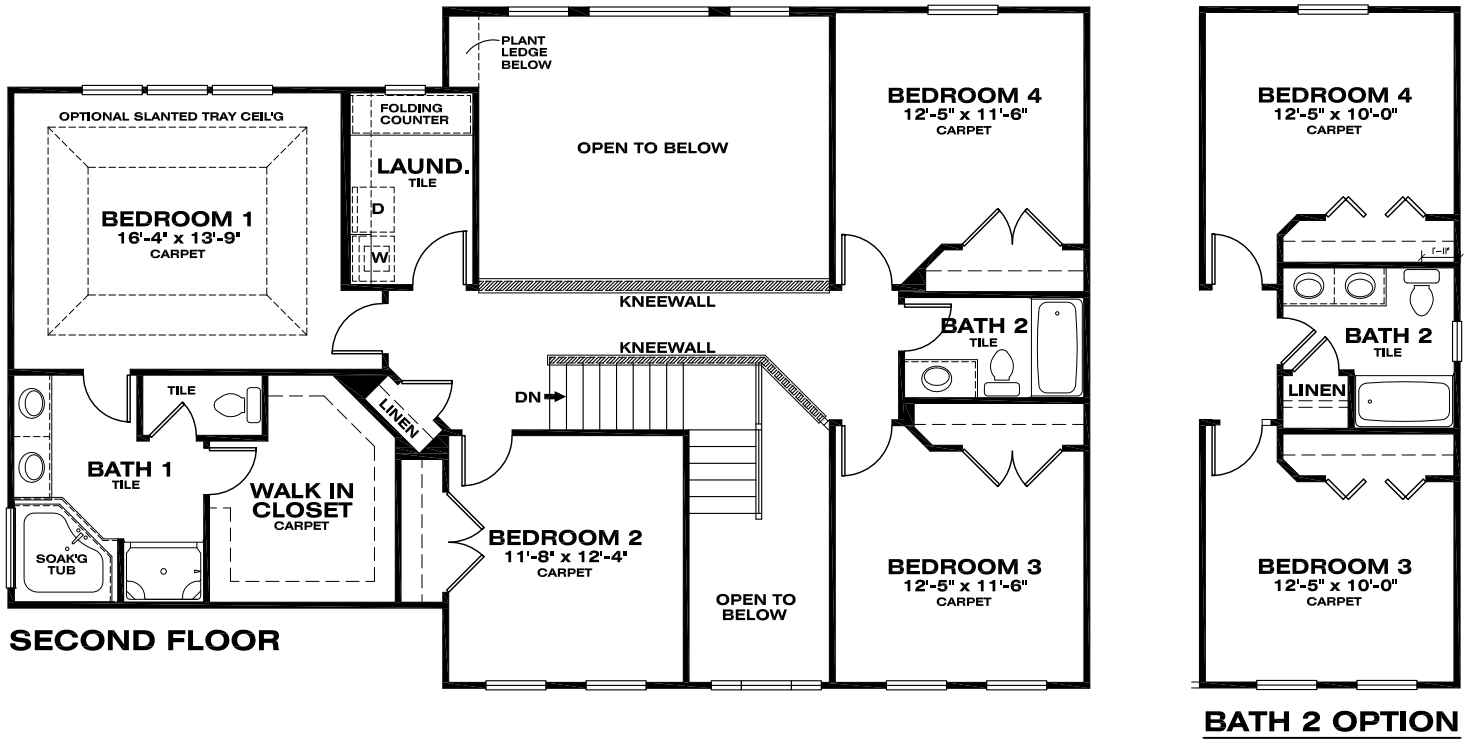 PLANT
LEDGE
BELOW
OPEN TO BELOW
BEDROOM 4
12'-5" x 11'-6"
CARPET
OPTIONAL SLANTED TRAY CEIL'G
BEDROOM 1
16'-4" x 13'-9"
CARPET
FOLDING
COUNTER
LAUND.
TILE
D
W
KNEEWALL
KNEEWALL
DN
BATH 2
TILE
LINEN
TILE
BATH 1
TILE
SOAK'G
TUB
WALK IN
CLOSET
CARPET
BEDROOM 2
11'-8" x 12'-4"
CARPET
OPEN TO
BELOW
BEDROOM 3
12'-5" x 11'-6"
CARPET
SECOND FLOOR
BEDROOM 4
12'-5" x 10'-0"
CARPET
1'-11"
BATH 2
TILE
LINEN
BEDROOM 3
12'-5" x 10'-0"
CARPET
BATH 2 OPTION